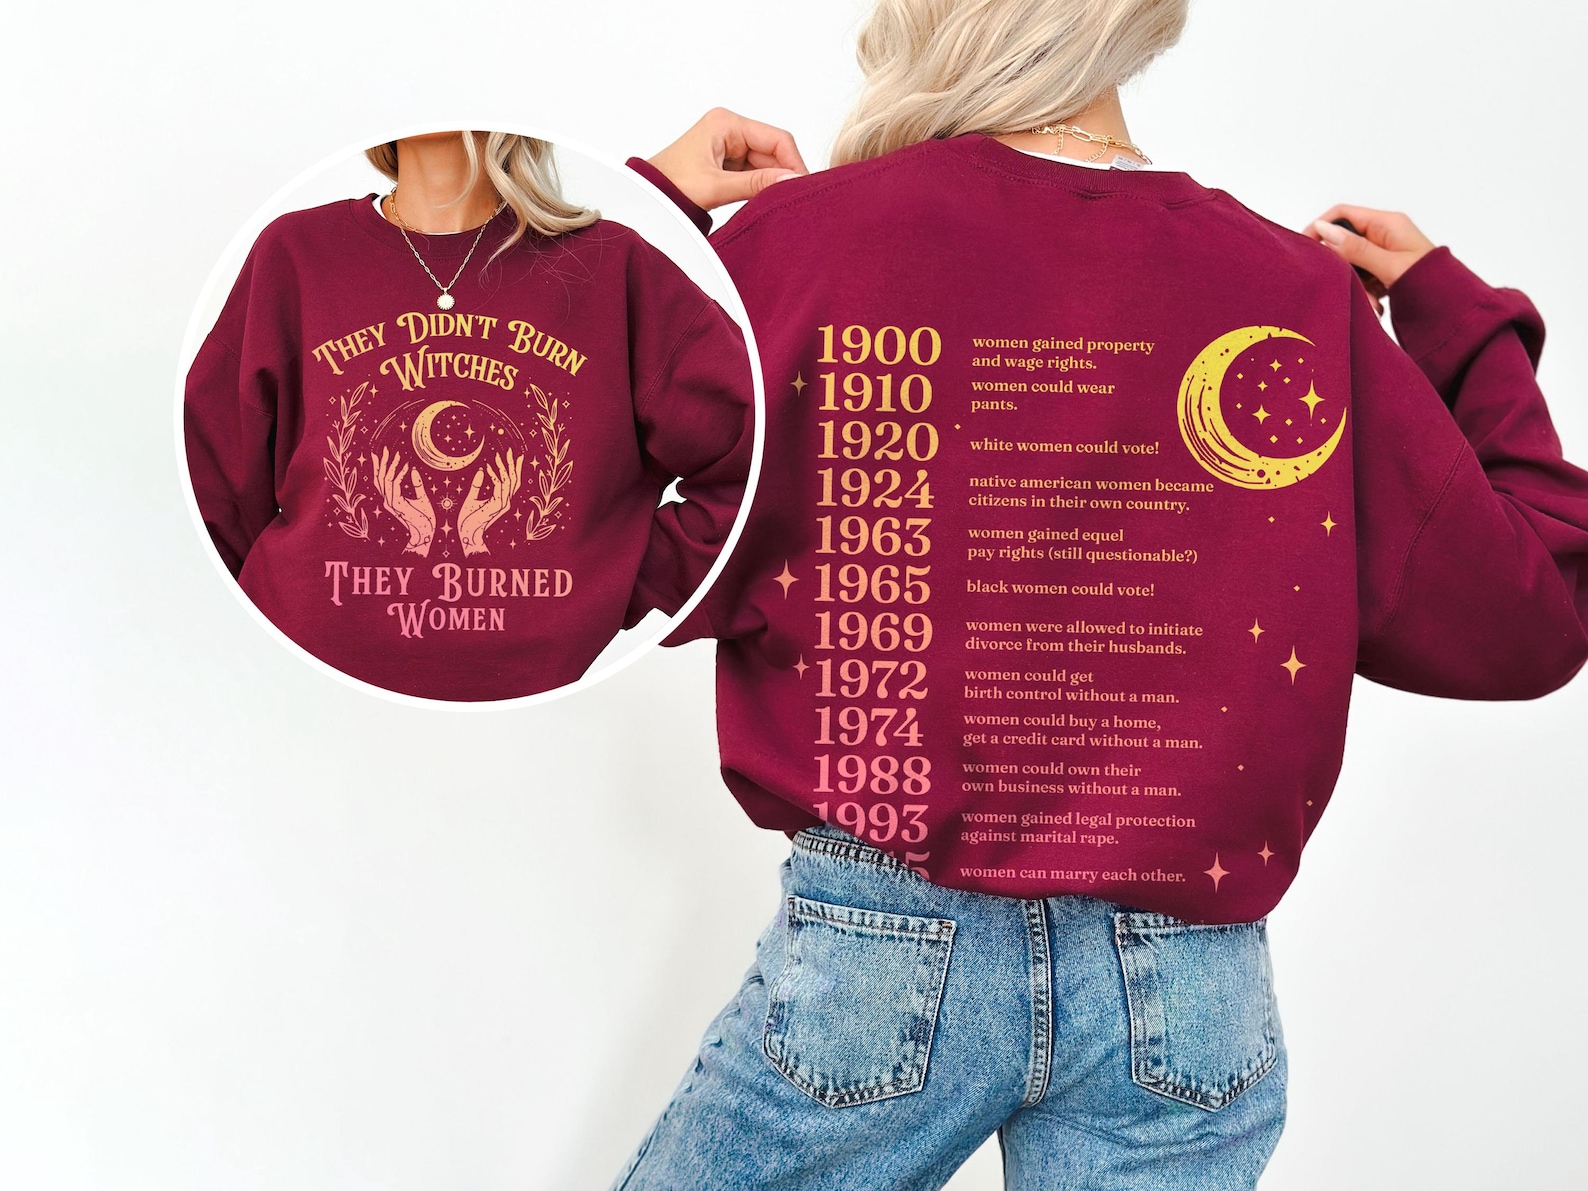 They Didn't Burn
Witches
They Burned
Women
1900 women gained property
and wage rights.
1910 women could wear
pants.
1920 white women could vote!
1924 native american women became
citizens in their own country.
1963 women gained equel
pay rights (still questionable?)
1965 black women could vote!
1969 women were allowed to initiate
divorce from their husbands.
1972 women could get
birth control without a man.
1974 women could buy a home,
get a credit card without a man.
1988 women could own their
own business without a man.
1993 women gained legal protection
against marital rape.
women can marry each other.